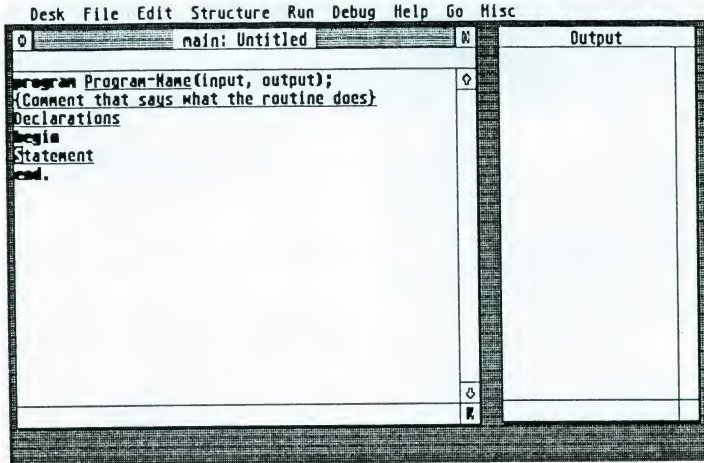 Desk File Edit Structure Run Debug Help Go Misc
main: Untitled
Output
program Program-Name(input, output);
{Comment that says what the routine does}
Declarations
begin
Statement
end.